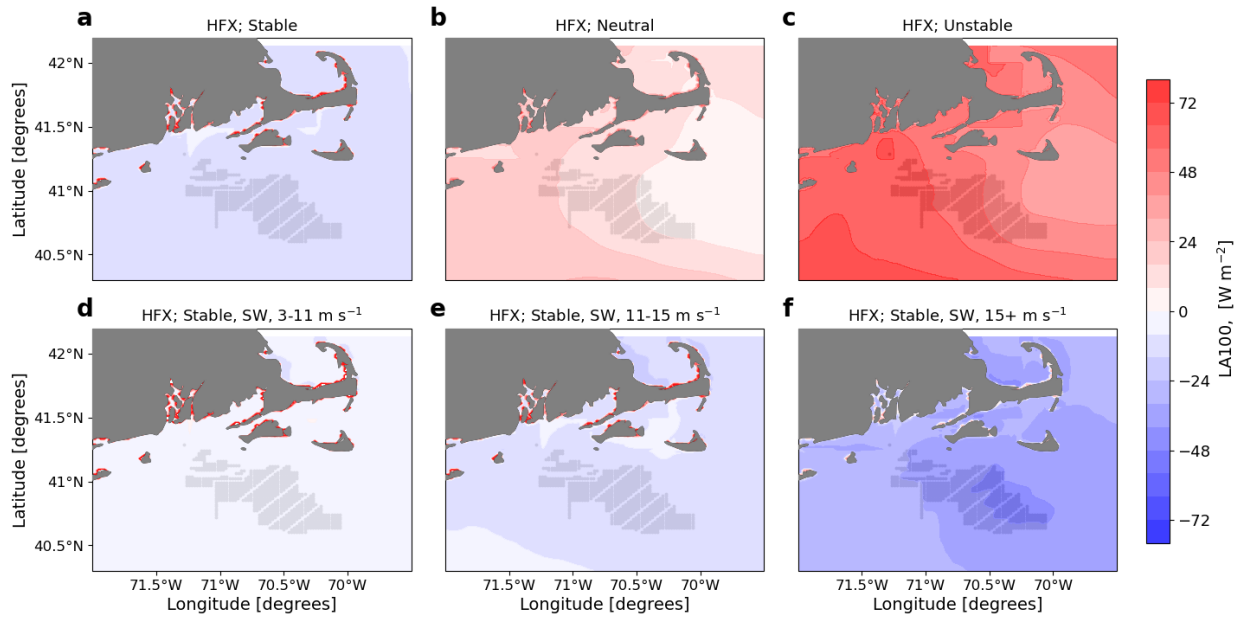 a HFX; Stable
b HFX; Neutral
c HFX; Unstable
42°N
41.5°N
41°N
40.5°N
Latitude [degrees]
d HFX; Stable, SW, 3-11 m s⁻¹
e HFX; Stable, SW, 11-15 m s⁻¹
f HFX; Stable, SW, 15+ m s⁻¹
42°N
41.5°N
41°N
40.5°N
Latitude [degrees]
71.5°W 71°W 70.5°W 70°W
Longitude [degrees]
71.5°W 71°W 70.5°W 70°W
Longitude [degrees]
71.5°W 71°W 70.5°W 70°W
Longitude [degrees]
72
48
24
0
−24
−48
−72
LA100, [W m⁻²]